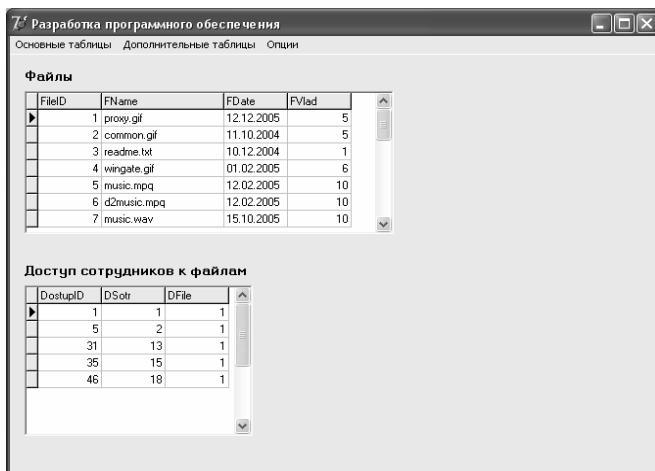 Разработка программного обеспечения
Основные таблицы Дополнительные таблицы Опции
Файлы
FileID FName FDate FVlad
1 proxy.gif 12.12.2005 5
2 common.gif 11.10.2004 5
3 readme.txt 10.12.2004 1
4 wingate.gif 01.02.2005 6
5 music.mpq 12.02.2005 10
6 d2music.mpq 12.02.2005 10
7 music.wav 15.10.2005 10
Доступ сотрудников к файлам
DostupID DSotr DFile
1 1 1
5 2 1
31 13 1
35 15 1
46 18 1